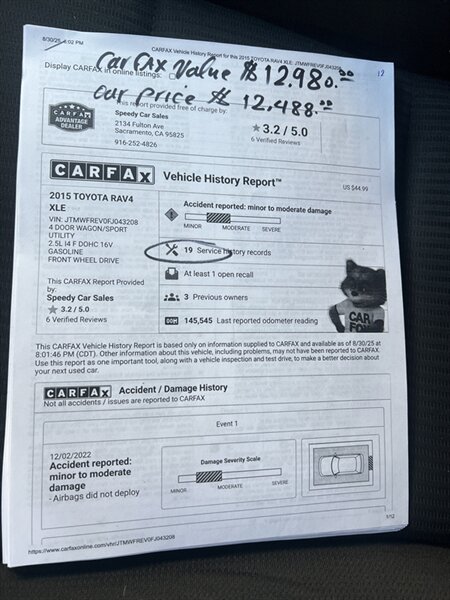 8/30/25, 6:02 PM
CARFAX Vehicle History Report for this 2015 TOYOTA RAV4 XLE: JTMWFREV0FJ043208
Display CARFAX in online listings:
CarFAX Value $12.980.00
12
our price $ 12,488.00
This report provided free of charge by:
CARFAX
ADVANTAGE
DEALER
Speedy Car Sales
2134 Fulton Ave
Sacramento, CA 95825
916-252-4826
3.2 / 5.0
6 Verified Reviews
CARFAX Vehicle History Report™
US $44.99
2015 TOYOTA RAV4
XLE
VIN: JTMWFREV0FJ043208
4 DOOR WAGON/SPORT
UTILITY
2.5L I4 F DOHC 16V
GASOLINE
FRONT WHEEL DRIVE
This CARFAX Report Provided
by:
Speedy Car Sales
3.2 / 5.0
6 Verified Reviews
Accident reported: minor to moderate damage
MINOR MODERATE SEVERE
19 Service history records
At least 1 open recall
3 Previous owners
145,545 Last reported odometer reading
CAR
FOX
This CARFAX Vehicle History Report is based only on information supplied to CARFAX and available as of 8/30/25 at
8:01:46 PM (CDT). Other information about this vehicle, including problems, may not have been reported to CARFAX.
Use this report as one important tool, along with a vehicle inspection and test drive, to make a better decision about
your next used car.
CARFAX Accident / Damage History
Not all accidents / issues are reported to CARFAX
Event 1
12/02/2022
Accident reported:
minor to moderate
damage
- Airbags did not deploy
Damage Severity Scale
MINOR MODERATE SEVERE
1/12
https://www.carfaxonline.com/vhr/JTMWFREV0FJ043208